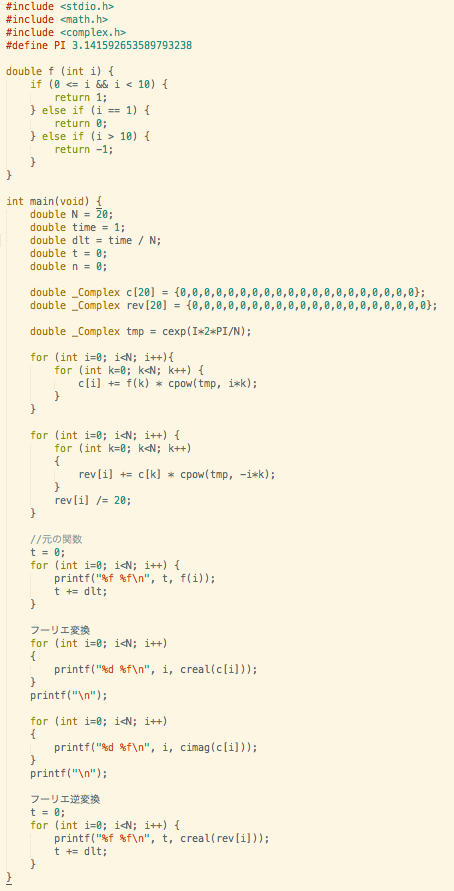 #include <stdio.h>
#include <math.h>
#include <complex.h>
#define PI 3.141592653589793238
double f (int i) {
if (0 <= i && i < 10) {
return 1;
} else if (i == 1) {
return 0;
} else if (i > 10) {
return -1;
}
}
int main(void) {
double N = 20;
double time = 1;
double dlt = time / N;
double t = 0;
double n = 0;
double _Complex c[20] = {0,0,0,0,0,0,0,0,0,0,0,0,0,0,0,0,0,0,0,0};
double _Complex rev[20] = {0,0,0,0,0,0,0,0,0,0,0,0,0,0,0,0,0,0,0,0};
double _Complex tmp = cexp(I*2*PI/N);
for (int i=0; i<N; i++){
for (int k=0; k<N; k++) {
c[i] += f(k) * cpow(tmp, i*k);
}
}
for (int i=0; i<N; i++) {
for (int k=0; k<N; k++)
{
rev[i] += c[k] * cpow(tmp, -i*k);
}
rev[i] /= 20;
}
//元の関数
t = 0;
for (int i=0; i<N; i++) {
printf("%f %f\n", t, f(i));
t += dlt;
}
フーリエ変換
for (int i=0; i<N; i++)
{
printf("%d %f\n", i, creal(c[i]));
}
printf("\n");
for (int i=0; i<N; i++)
{
printf("%d %f\n", i, cimag(c[i]));
}
printf("\n");
フーリエ逆変換
t = 0;
for (int i=0; i<N; i++) {
printf("%f %f\n", t, creal(rev[i]));
t += dlt;
}
}